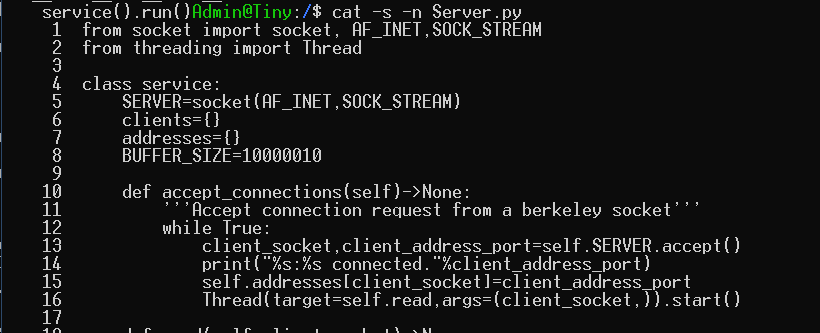 service().run()Admin@Tiny:/$ cat -s -n Server.py
1 from socket import socket, AF_INET,SOCK_STREAM
2 from threading import Thread
3
4 class service:
5 SERVER=socket(AF_INET,SOCK_STREAM)
6 clients={}
7 addresses={}
8 BUFFER_SIZE=10000010
9
10 def accept_connections(self)->None:
11 '''Accept connection request from a berkeley socket'''
12 while True:
13 client_socket,client_address_port=self.SERVER.accept()
14 print("%s:%s connected."%client_address_port)
15 self.addresses[client_socket]=client_address_port
16 Thread(target=self.read,args=(client_socket,)).start()
17